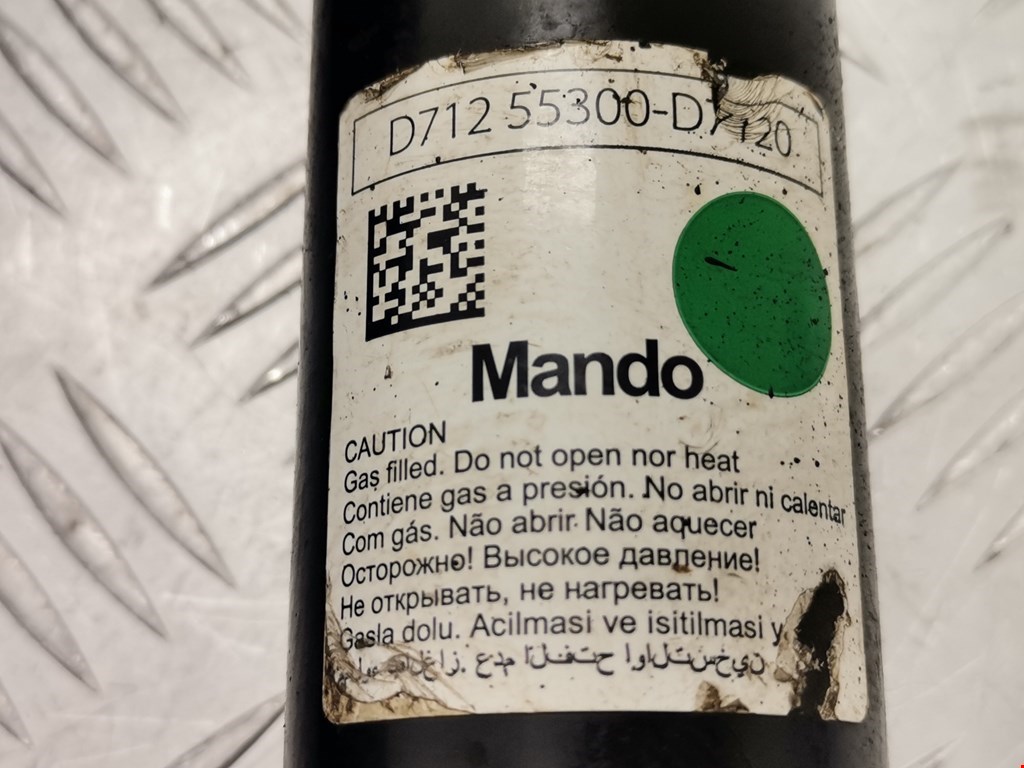 D712 55300-D7120
Mando
CAUTION
Gas filled. Do not open nor heat
Contiene gas a presión. No abrir ni calentar
Com gás. Não abrir. Não aquecer
Осторожно! Высокое давление!
Не открывать, не нагревать!
Gasla dolu. Acilmasi ve isitilmasi y
عدم الفتح اوالتسخين